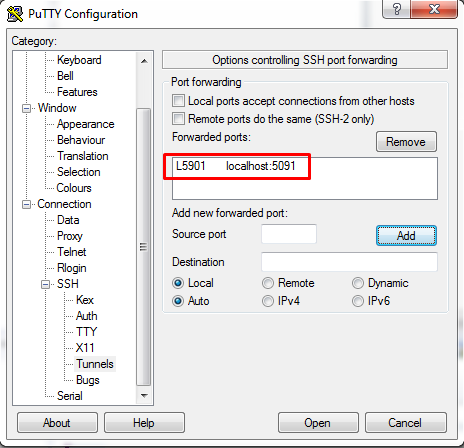 PuTTY Configuration
?
Category:
Keyboard
Bell
Features
Window
Appearance
Behaviour
Translation
Selection
Colours
Connection
Data
Proxy
Telnet
Rlogin
SSH
Kex
Auth
TTY
X11
Tunnels
Bugs
Serial
Options controlling SSH port forwarding
Port forwarding
Local ports accept connections from other hosts
Remote ports do the same (SSH-2 only)
Forwarded ports:
Remove
L5901 localhost:5091
Add new forwarded port:
Source port
Add
Destination
Local Remote Dynamic
Auto IPv4 IPv6
About Help Open Cancel